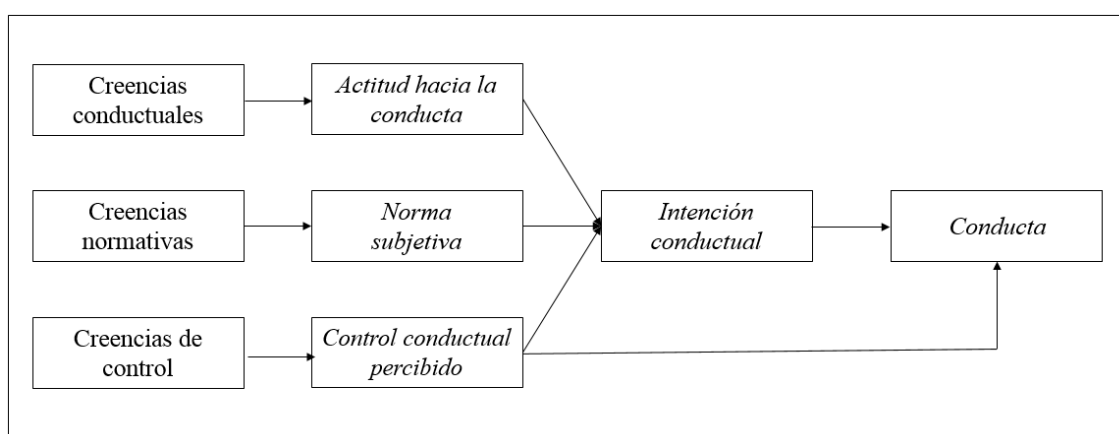 Creencias
conductuales
Actitud hacia la
conducta
Creencias
normativas
Norma
subjetiva
Intención
conductual
Conducta
Creencias de
control
Control conductual
percibido